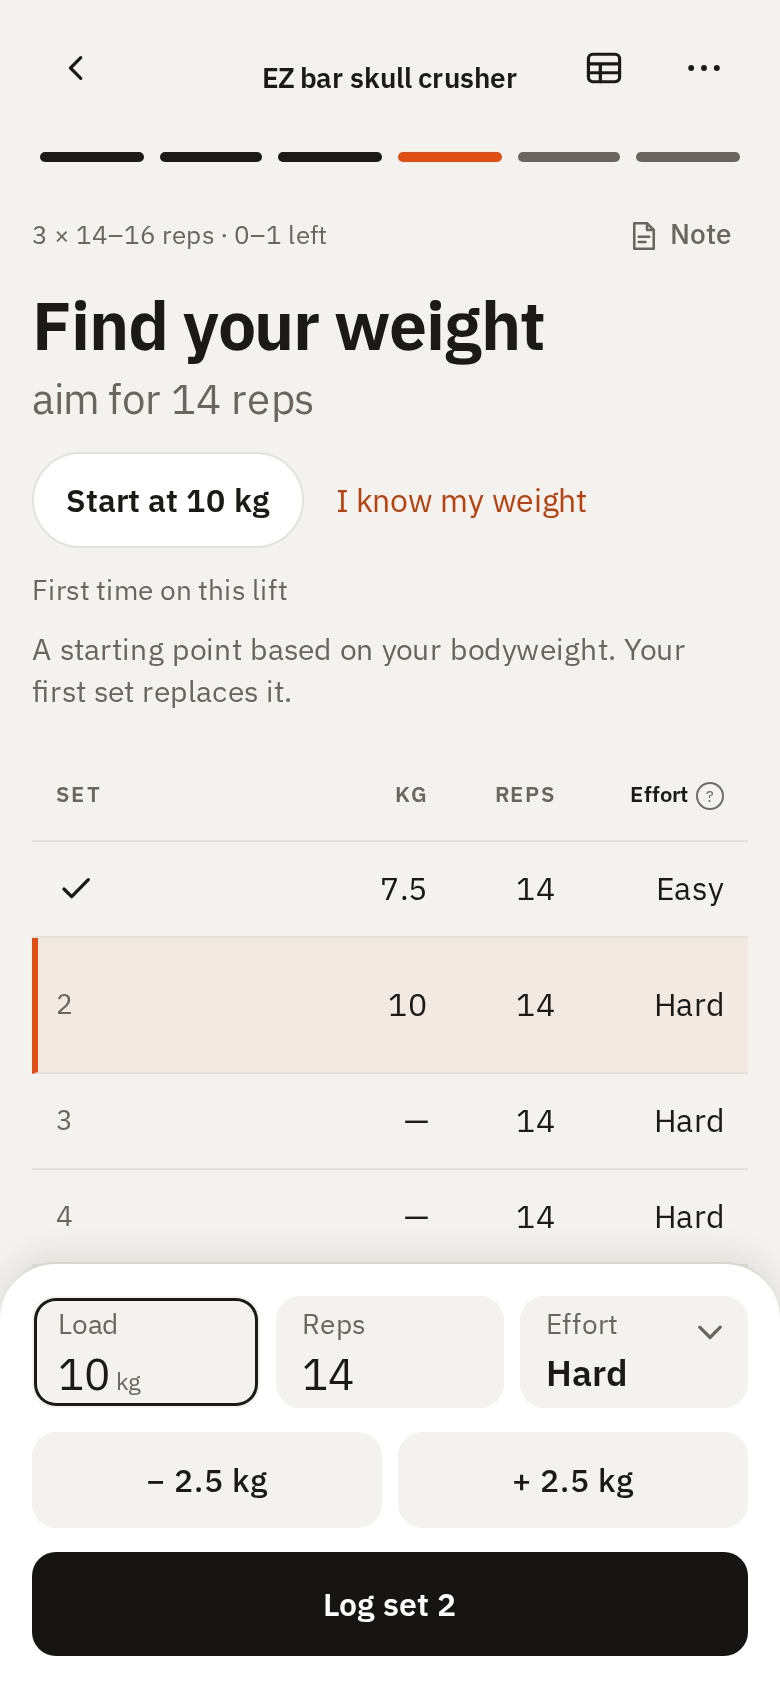 EZ bar skull crusher
3 × 14–16 reps · 0–1 left
Note
Find your weight
aim for 14 reps
Start at 10 kg
I know my weight
First time on this lift
A starting point based on your bodyweight. Your
first set replaces it.
SET KG REPS Effort ?
7.5 14 Easy
2 10 14 Hard
3 — 14 Hard
4 — 14 Hard
Load Reps Effort
10 kg 14 Hard
− 2.5 kg + 2.5 kg
Log set 2